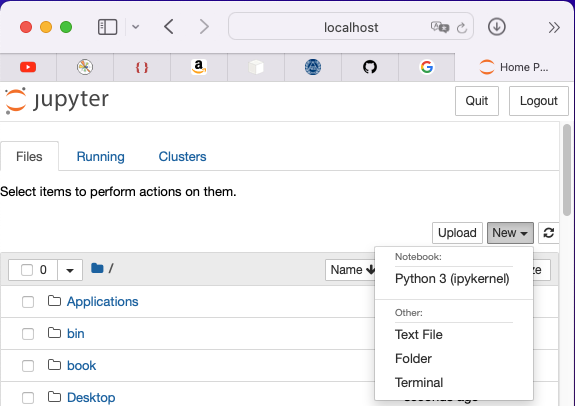 localhost
Home P...
jupyter
Quit
Logout
Files
Running
Clusters
Select items to perform actions on them.
Upload
New
0
/
Name
Notebook:
Python 3 (ipykernel)
Other:
Text File
Folder
Terminal
Applications
bin
book
Desktop